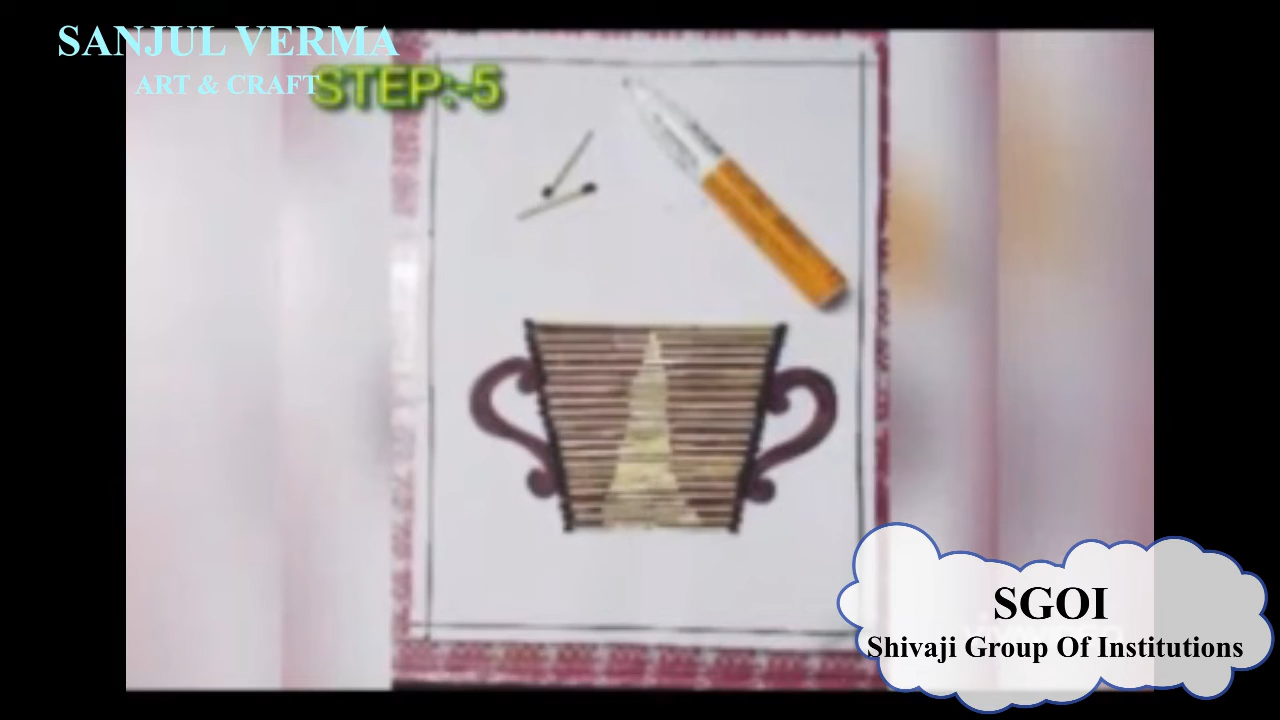 SANJUL VERMA
ART & CRAFT
STEP:-5
SGOI
Shivaji Group Of Institutions